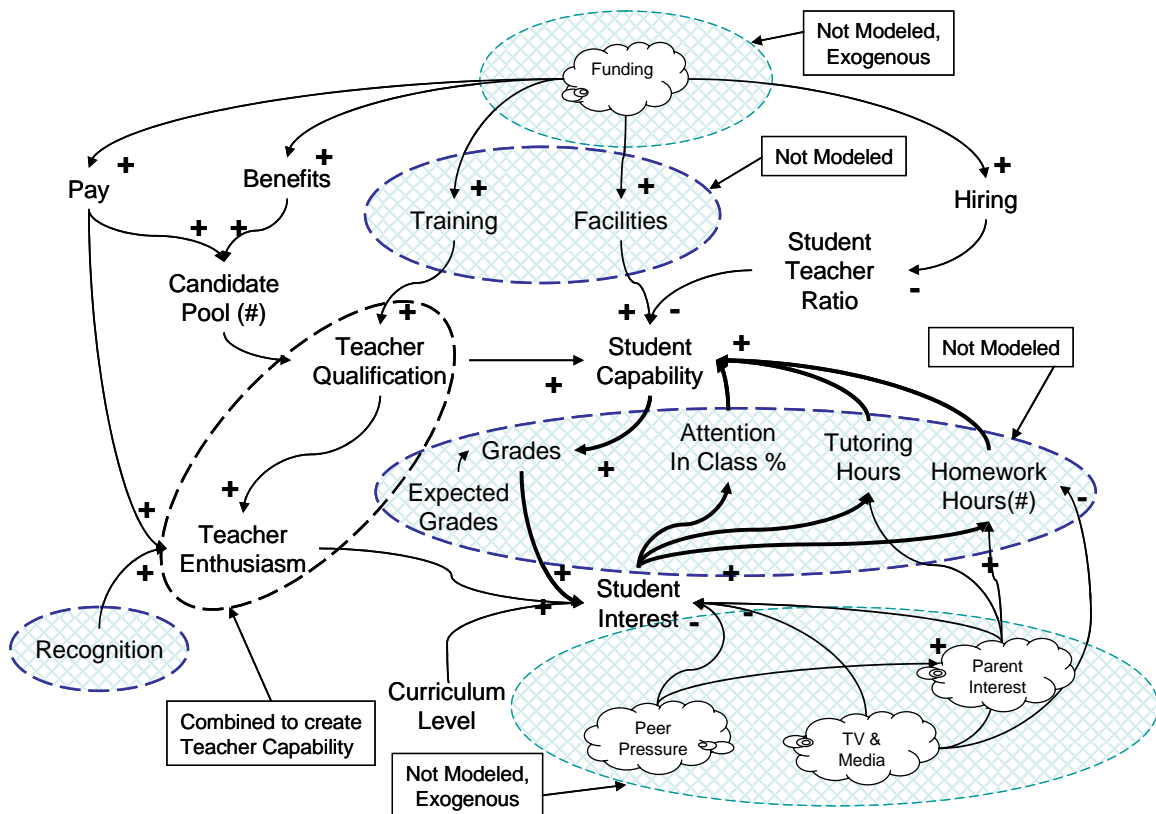 Not Modeled,
Exogenous
Funding
Not Modeled
+
+
+
Pay
Benefits
+
+
Training
Facilities
Hiring
+ +
Student
Teacher
Ratio
-
Candidate
Pool (#)
+
+ -
Teacher
Qualification
Student
Capability
+
+
Not Modeled
Grades
+
Expected
Grades
Attention
In Class %
Tutoring
Hours
Homework
Hours(#)
-
+
+
+
Teacher
Enthusiasm
+
+
+
+
Student
Interest
-
-
+
Recognition
Curriculum
Level
+
Parent
Interest
Combined to create
Teacher Capability
Peer
Pressure
TV &
Media
Not Modeled,
Exogenous